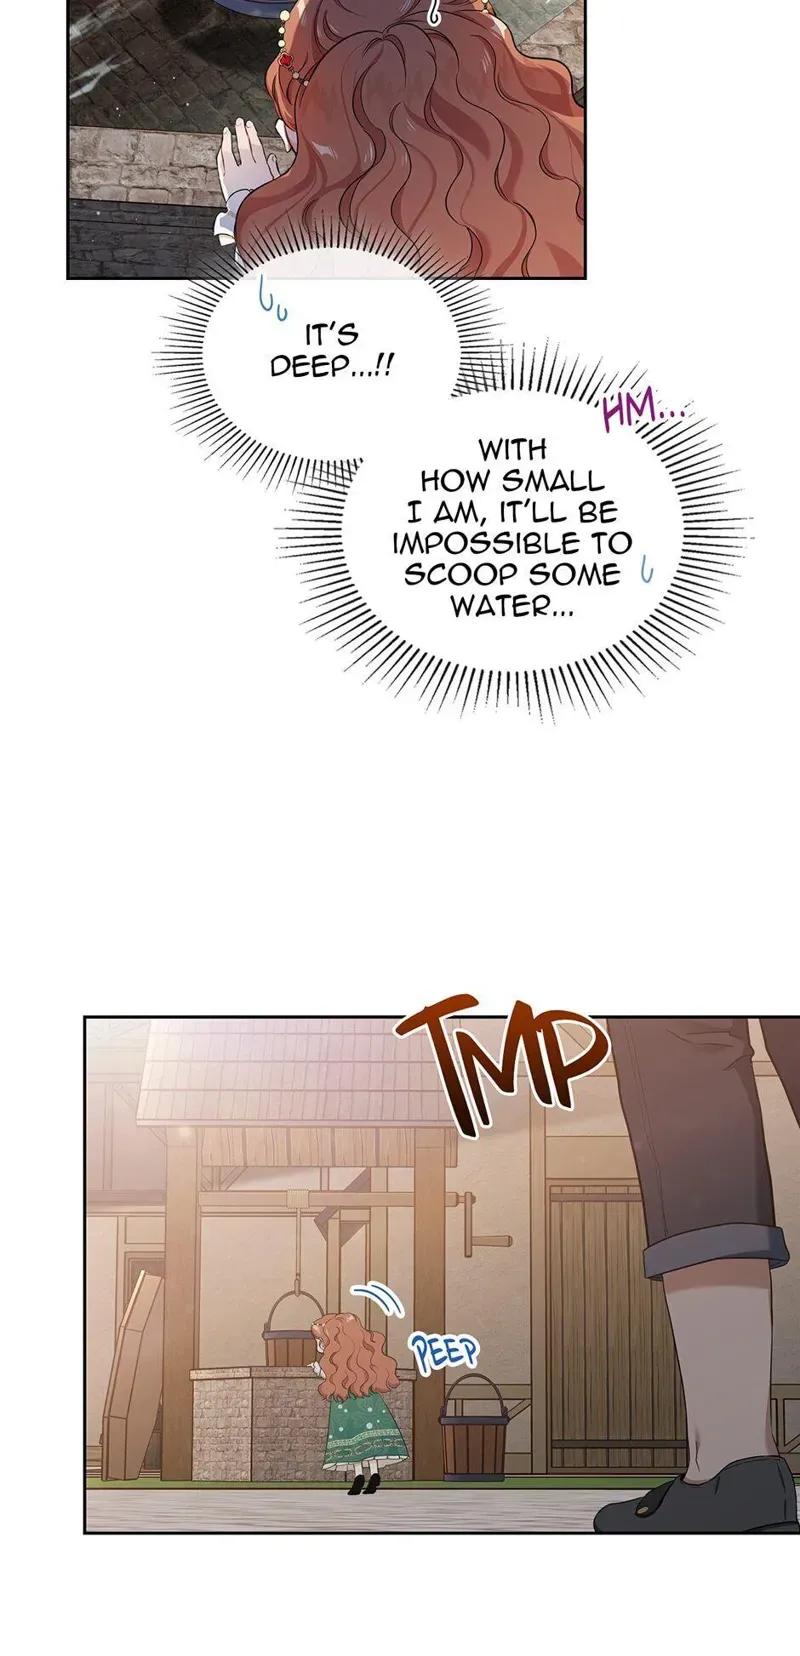 IT'S
DEEP...!!
HM...
WITH
HOW SMALL
I AM, IT'LL BE
IMPOSSIBLE TO
SCOOP SOME
WATER...
TMP
PEEP